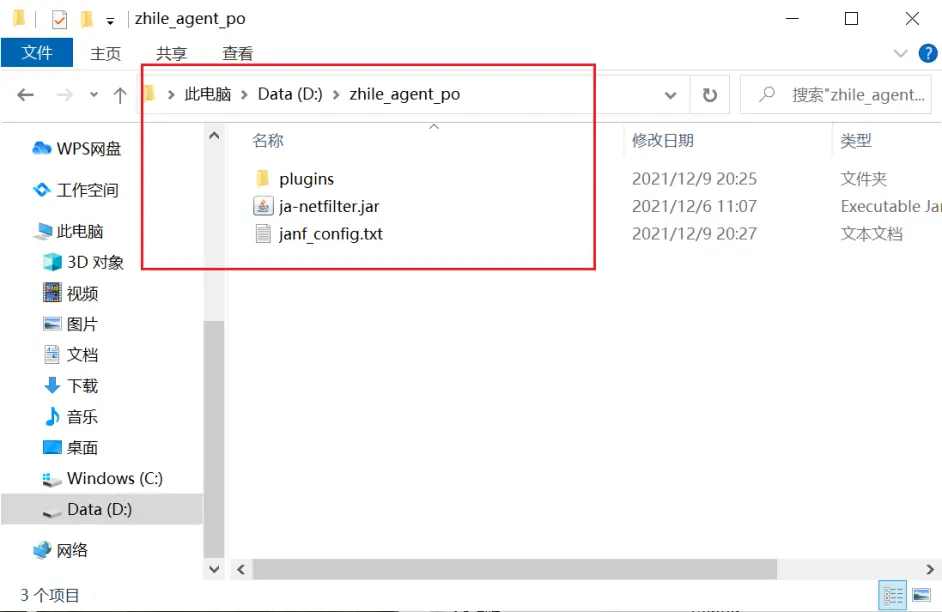 zhile_agent_po
文件 主页 共享 查看
此电脑 Data (D:) zhile_agent_po 搜索"zhile_agent...
名称 修改日期 类型
plugins 2021/12/9 20:25 文件夹
ja-netfilter.jar 2021/12/6 11:07 Executable Jar
janf_config.txt 2021/12/9 20:27 文本文档
WPS网盘
工作空间
此电脑
3D 对象
视频
图片
文档
下载
音乐
桌面
Windows (C:)
Data (D:)
网络
3 个项目